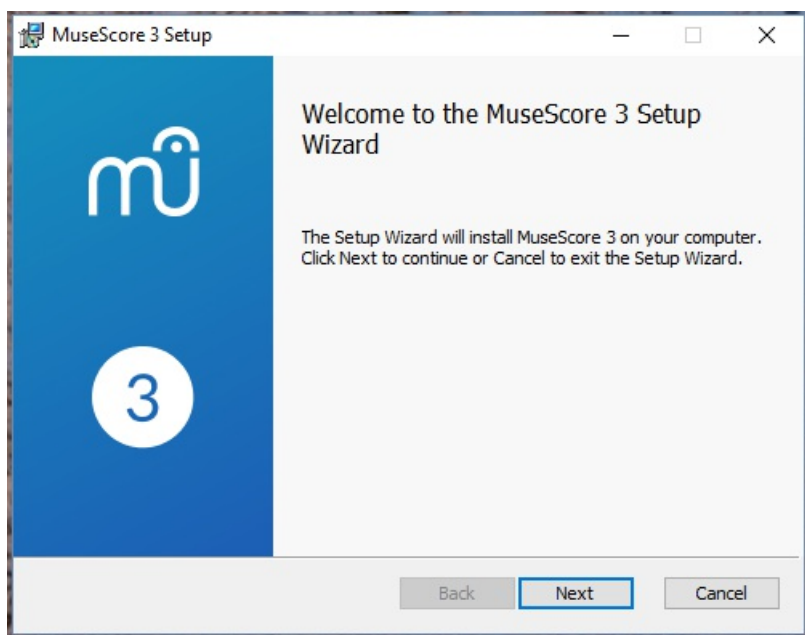 MuseScore 3 Setup
mu
Welcome to the MuseScore 3 Setup
Wizard
The Setup Wizard will install MuseScore 3 on your computer.
Click Next to continue or Cancel to exit the Setup Wizard.
3
Back
Next
Cancel